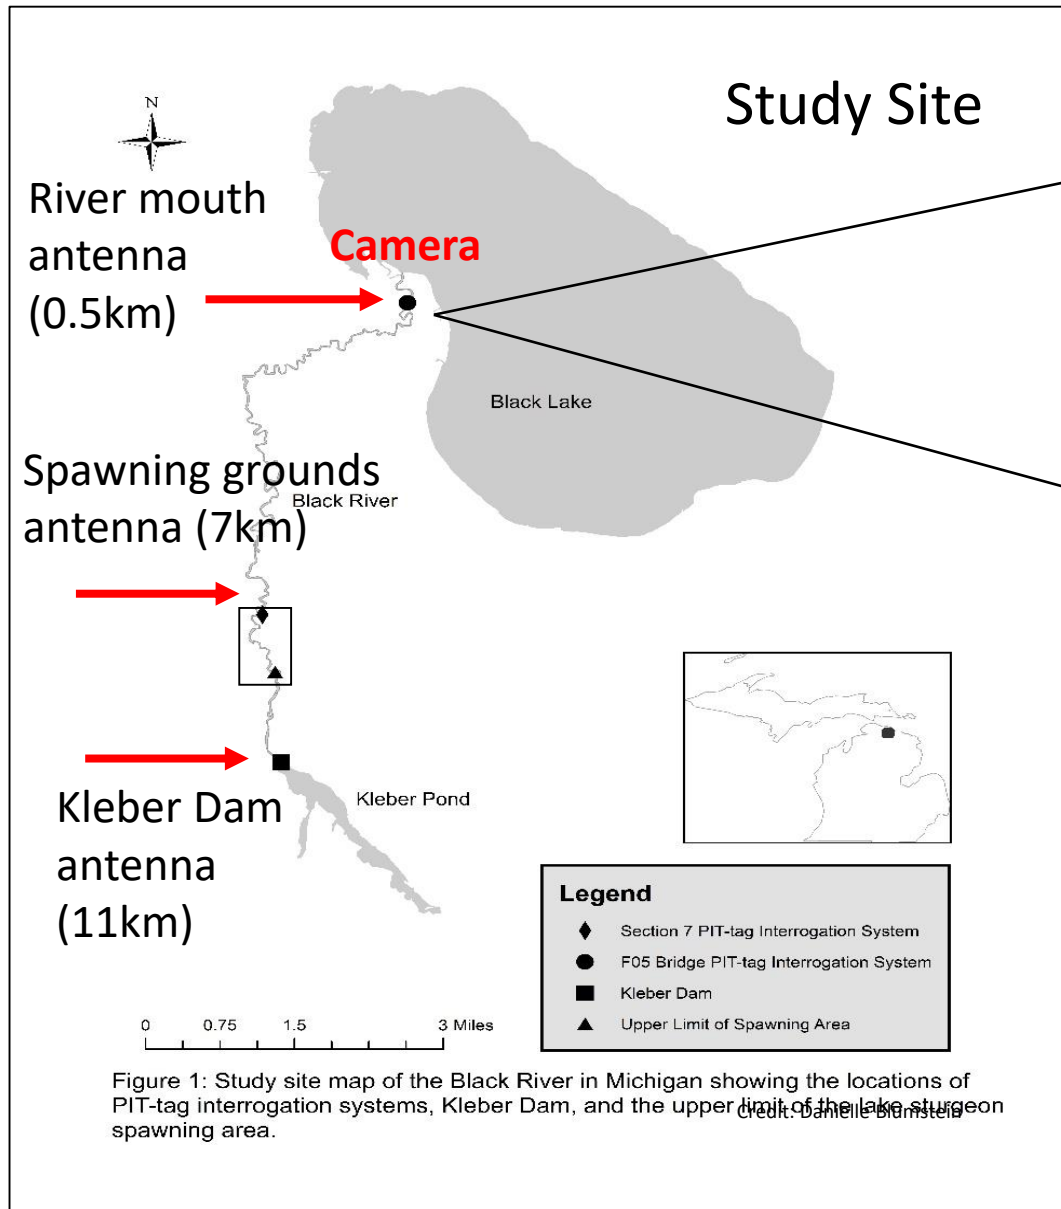 Study Site
N
River mouth
antenna
(0.5km)
Camera
Black Lake
Spawning grounds
antenna (7km)
Black River
Kleber Dam
antenna
(11km)
Kleber Pond
Legend
Section 7 PIT-tag Interrogation System
F05 Bridge PIT-tag Interrogation System
Kleber Dam
Upper Limit of Spawning Area
0 0.75 1.5 3 Miles
Figure 1: Study site map of the Black River in Michigan showing the locations of
PIT-tag interrogation systems, Kleber Dam, and the upper limit of the lake sturgeon
spawning area.
Credit: Danielle Blumstein